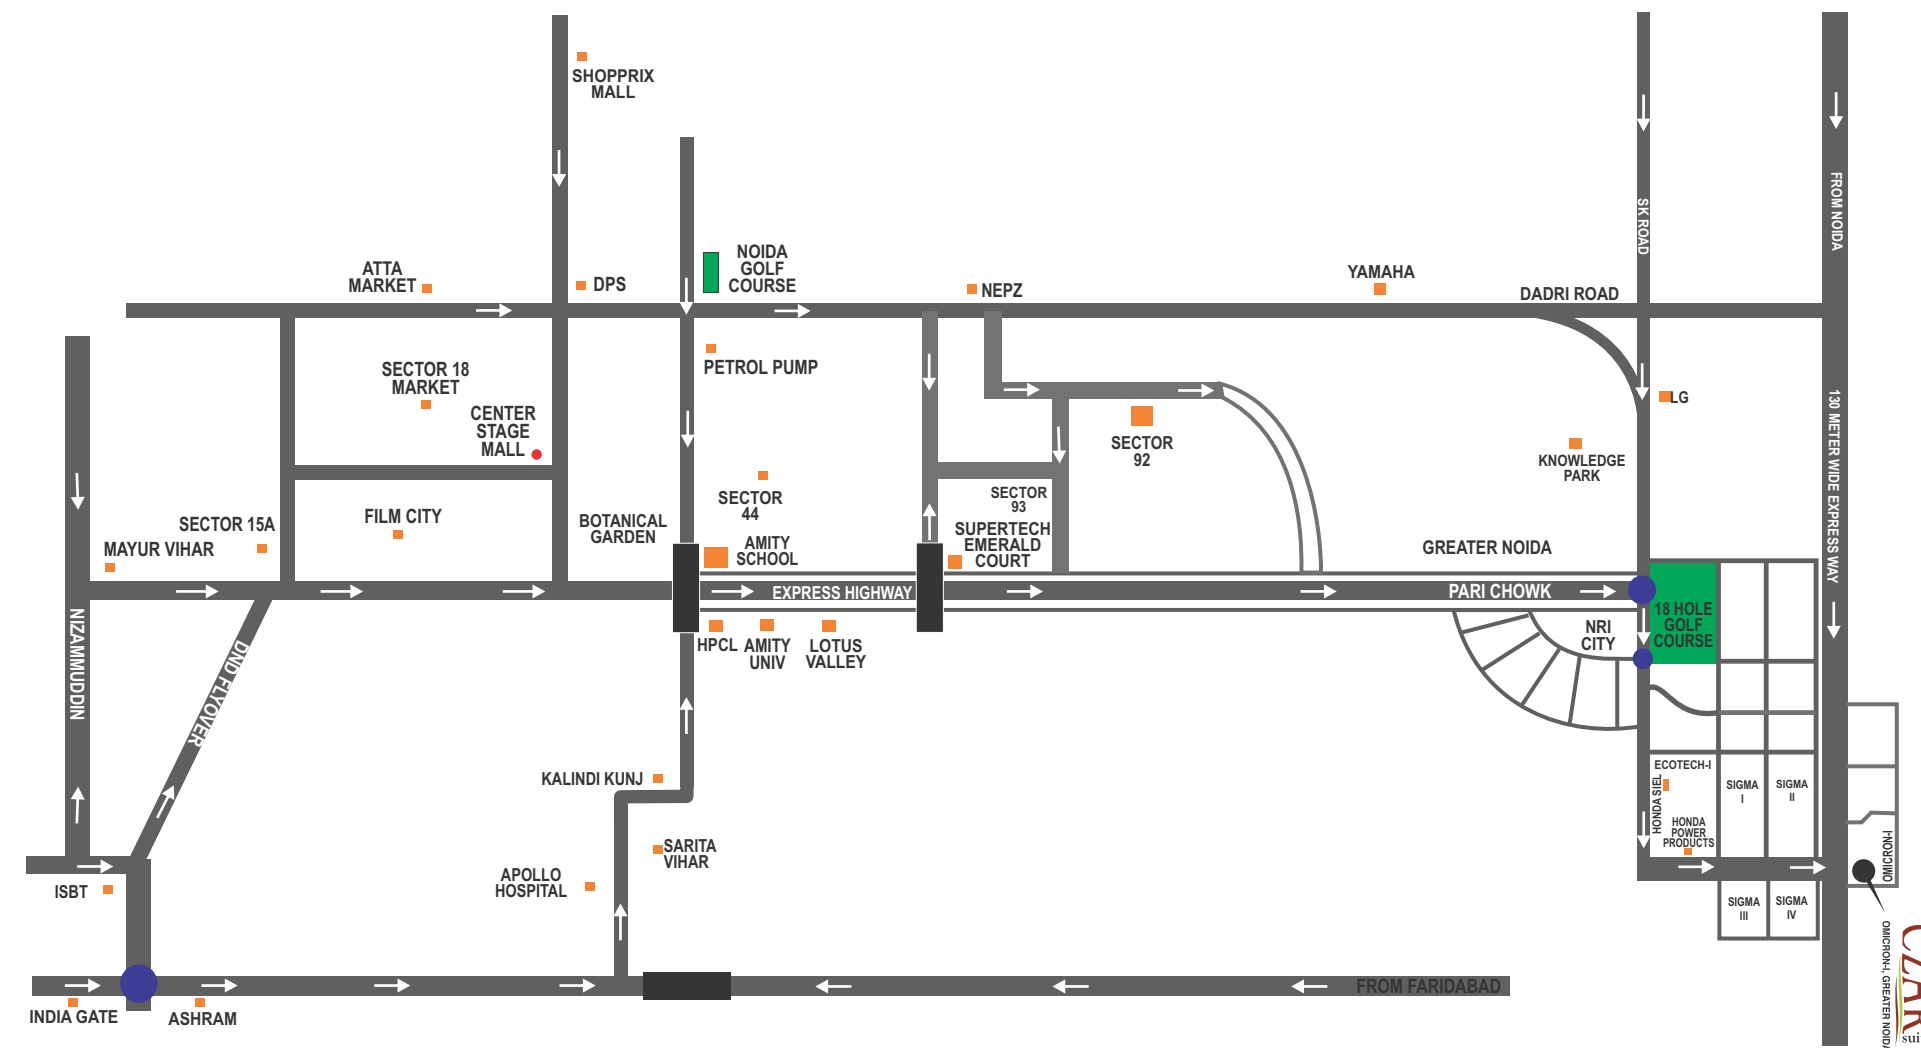 SHOPPRIX
MALL
ATTA
MARKET
DPS
NOIDA
GOLF
COURSE
NEPZ
YAMAHA
DADRI ROAD
SK ROAD
FROM NOIDA
PETROL PUMP
SECTOR 18
MARKET
CENTER
STAGE
MALL
LG
130 METER WIDE EXPRESS WAY
SECTOR
92
KNOWLEDGE
PARK
SECTOR
44
SECTOR
93
SECTOR 15A
FILM CITY
BOTANICAL
GARDEN
MAYUR VIHAR
AMITY
SCHOOL
SUPERTECH
EMERALD
COURT
GREATER NOIDA
EXPRESS HIGHWAY
PARI CHOWK
18 HOLE
GOLF
COURSE
NIZAMMUDDIN
DND FLYOVER
HPCL
AMITY
UNIV
LOTUS
VALLEY
NRI
CITY
KALINDI KUNJ
ECOTECH-I
HONDA SIEL
SIGMA
I
SIGMA
II
HONDA
POWER
PRODUCTS
SARITA
VIHAR
OMICRON-I
ISBT
APOLLO
HOSPITAL
SIGMA
III
SIGMA
IV
OMICRON-I, GREATER NOIDA
CZAR
sui
FROM FARIDABAD
INDIA GATE
ASHRAM